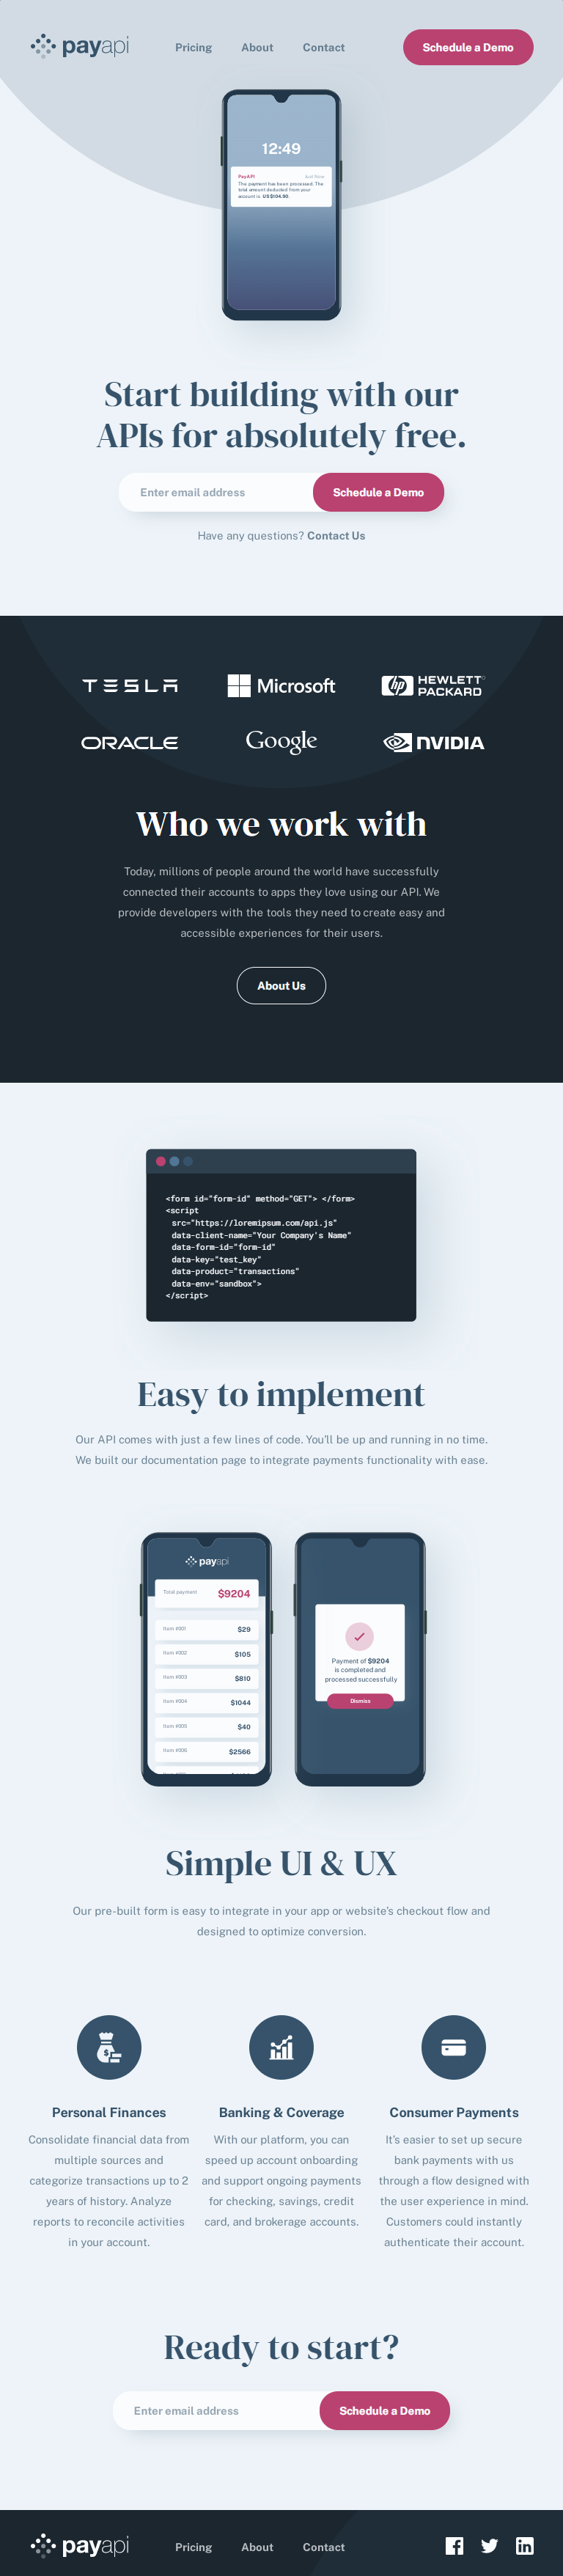 payapi
Pricing
About
Contact
Schedule a Demo
12:49
PayAPI
Just Now
The payment has been processed. The
total amount deducted from your
account is US$104.90.
Start building with our
APIs for absolutely free.
Enter email address
Schedule a Demo
Have any questions? Contact Us
TESLA
Microsoft
hp HEWLETT
PACKARD
ORACLE
Google
NVIDIA
Who we work with
Today, millions of people around the world have successfully
connected their accounts to apps they love using our API. We
provide developers with the tools they need to create easy and
accessible experiences for their users.
About Us
<form id="form-id" method="GET"> </form>
<script
src="https://loremipsum.com/api.js"
data-client-name="Your Company's Name"
data-form-id="form-id"
data-key="test_key"
data-product="transactions"
data-env="sandbox">
</script>
Easy to implement
Our API comes with just a few lines of code. You'll be up and running in no time.
We built our documentation page to integrate payments functionality with ease.
payapi
Total payment
$9204
Item #001
$29
Item #002
$105
Item #003
$810
Item #004
$1044
Item #005
$40
Item #006
$2566
Payment of $9204
is completed and
processed successfully
Dismiss
Simple UI & UX
Our pre-built form is easy to integrate in your app or website's checkout flow and
designed to optimize conversion.
Personal Finances
Consolidate financial data from
multiple sources and
categorize transactions up to 2
years of history. Analyze
reports to reconcile activities
in your account.
Banking & Coverage
With our platform, you can
speed up account onboarding
and support ongoing payments
for checking, savings, credit
card, and brokerage accounts.
Consumer Payments
It's easier to set up secure
bank payments with us
through a flow designed with
the user experience in mind.
Customers could instantly
authenticate their account.
Ready to start?
Enter email address
Schedule a Demo
payapi
Pricing
About
Contact